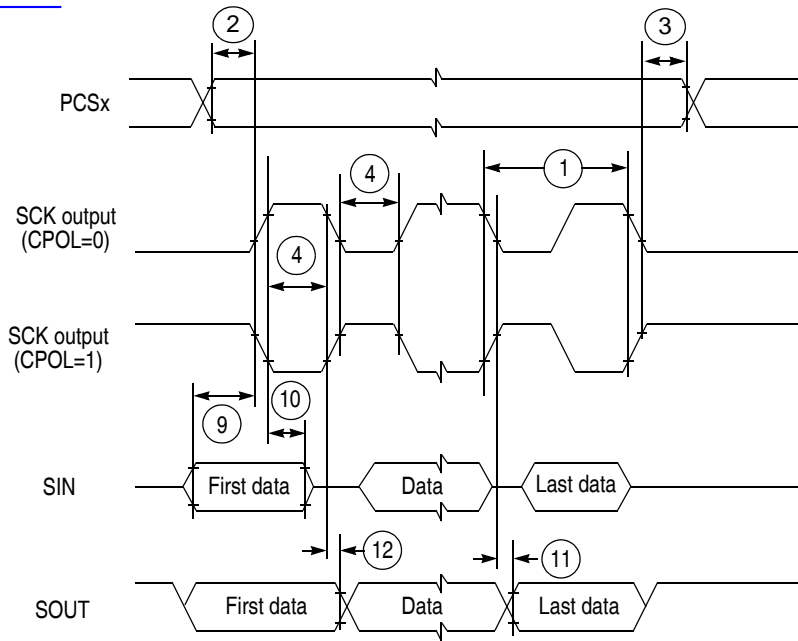 2
3
PCSx
4
1
SCK output
(CPOL=0)
4
SCK output
(CPOL=1)
9
10
SIN
First data
Data
Last data
12
11
SOUT
First data
Data
Last data